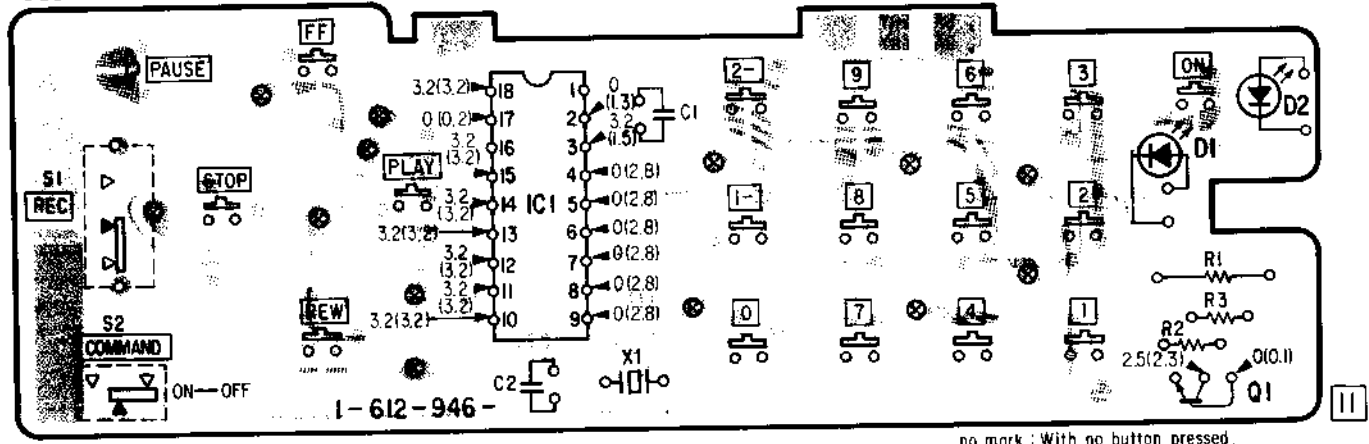 FF
PAUSE
2-
9
6
3
ON
D2
3.2(3.2)
18
1
0
(1.3)
C1
0(0.2)
17
2
3.2
(1.5)
D1
3.2
(3.2)
16
3
S1
REC
STOP
PLAY
15
4
0(2.8)
3.2
(3.2)
14
IC1
5
0(2.8)
1-
8
5
2
3.2(3.2)
13
6
0(2.8)
3.2
(3.2)
12
7
0(2.8)
R1
3.2
(3.2)
11
8
0(2.8)
R3
REW
3.2(3.2)
10
9
0(2.8)
0
7
4
1
S2
COMMAND
R2
2.5(2.3)
0(0.1)
ON-OFF
C2
X1
Q1
1-612-946-
11
no mark : With no button pressed.